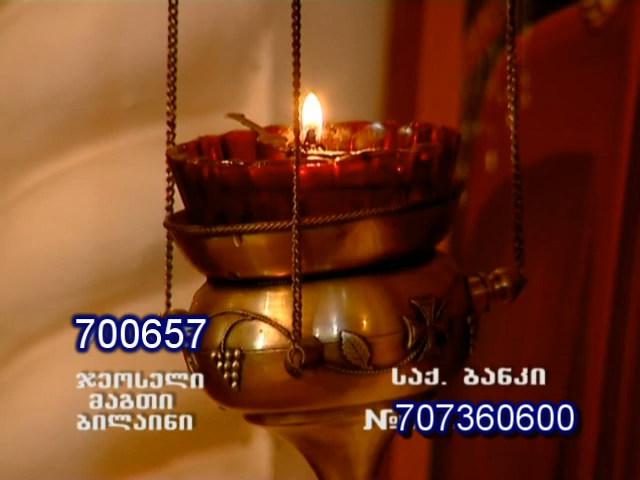 700657
ჯეოსელი
მაგთი
ბილაინი
საქ. ბანკი
№707360600